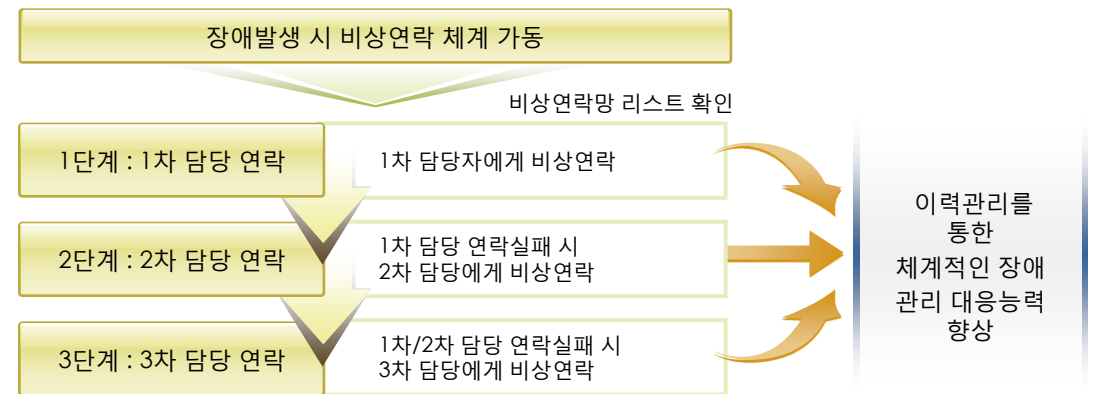 장애발생 시 비상연락 체계 가동
비상연락망 리스트 확인
1단계 : 1차 담당 연락
1차 담당자에게 비상연락
2단계 : 2차 담당 연락
1차 담당 연락실패 시
2차 담당에게 비상연락
3단계 : 3차 담당 연락
1차/2차 담당 연락실패 시
3차 담당에게 비상연락
이력관리를
통한
체계적인 장애
관리 대응능력
향상